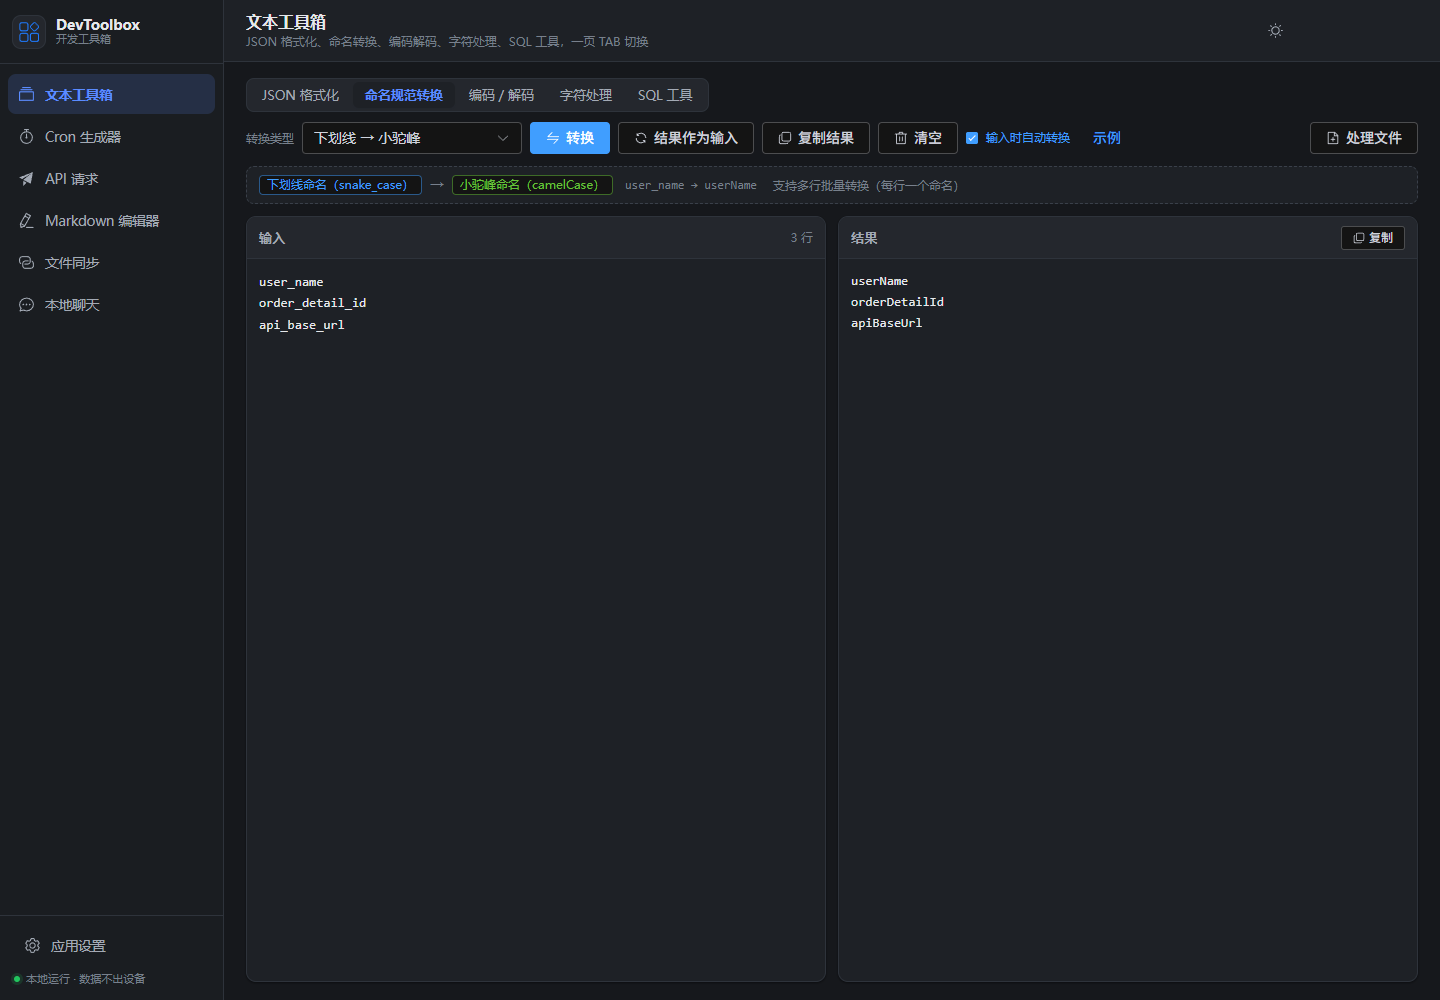 DevToolbox
开发工具箱
文本工具箱
Cron 生成器
API 请求
Markdown 编辑器
文件同步
本地聊天
应用设置
本地运行 · 数据不出设备
文本工具箱
JSON 格式化、命名转换、编码解码、字符处理、SQL 工具，一页 TAB 切换
JSON 格式化 命名规范转换 编码 / 解码 字符处理 SQL 工具
转换类型 下划线 → 小驼峰 转换 结果作为输入 复制结果 清空 输入时自动转换 示例 处理文件
下划线命名（snake_case） → 小驼峰命名（camelCase） user_name → userName 支持多行批量转换（每行一个命名）
输入 3 行
user_name
order_detail_id
api_base_url
结果 复制
userName
orderDetailId
apiBaseUrl